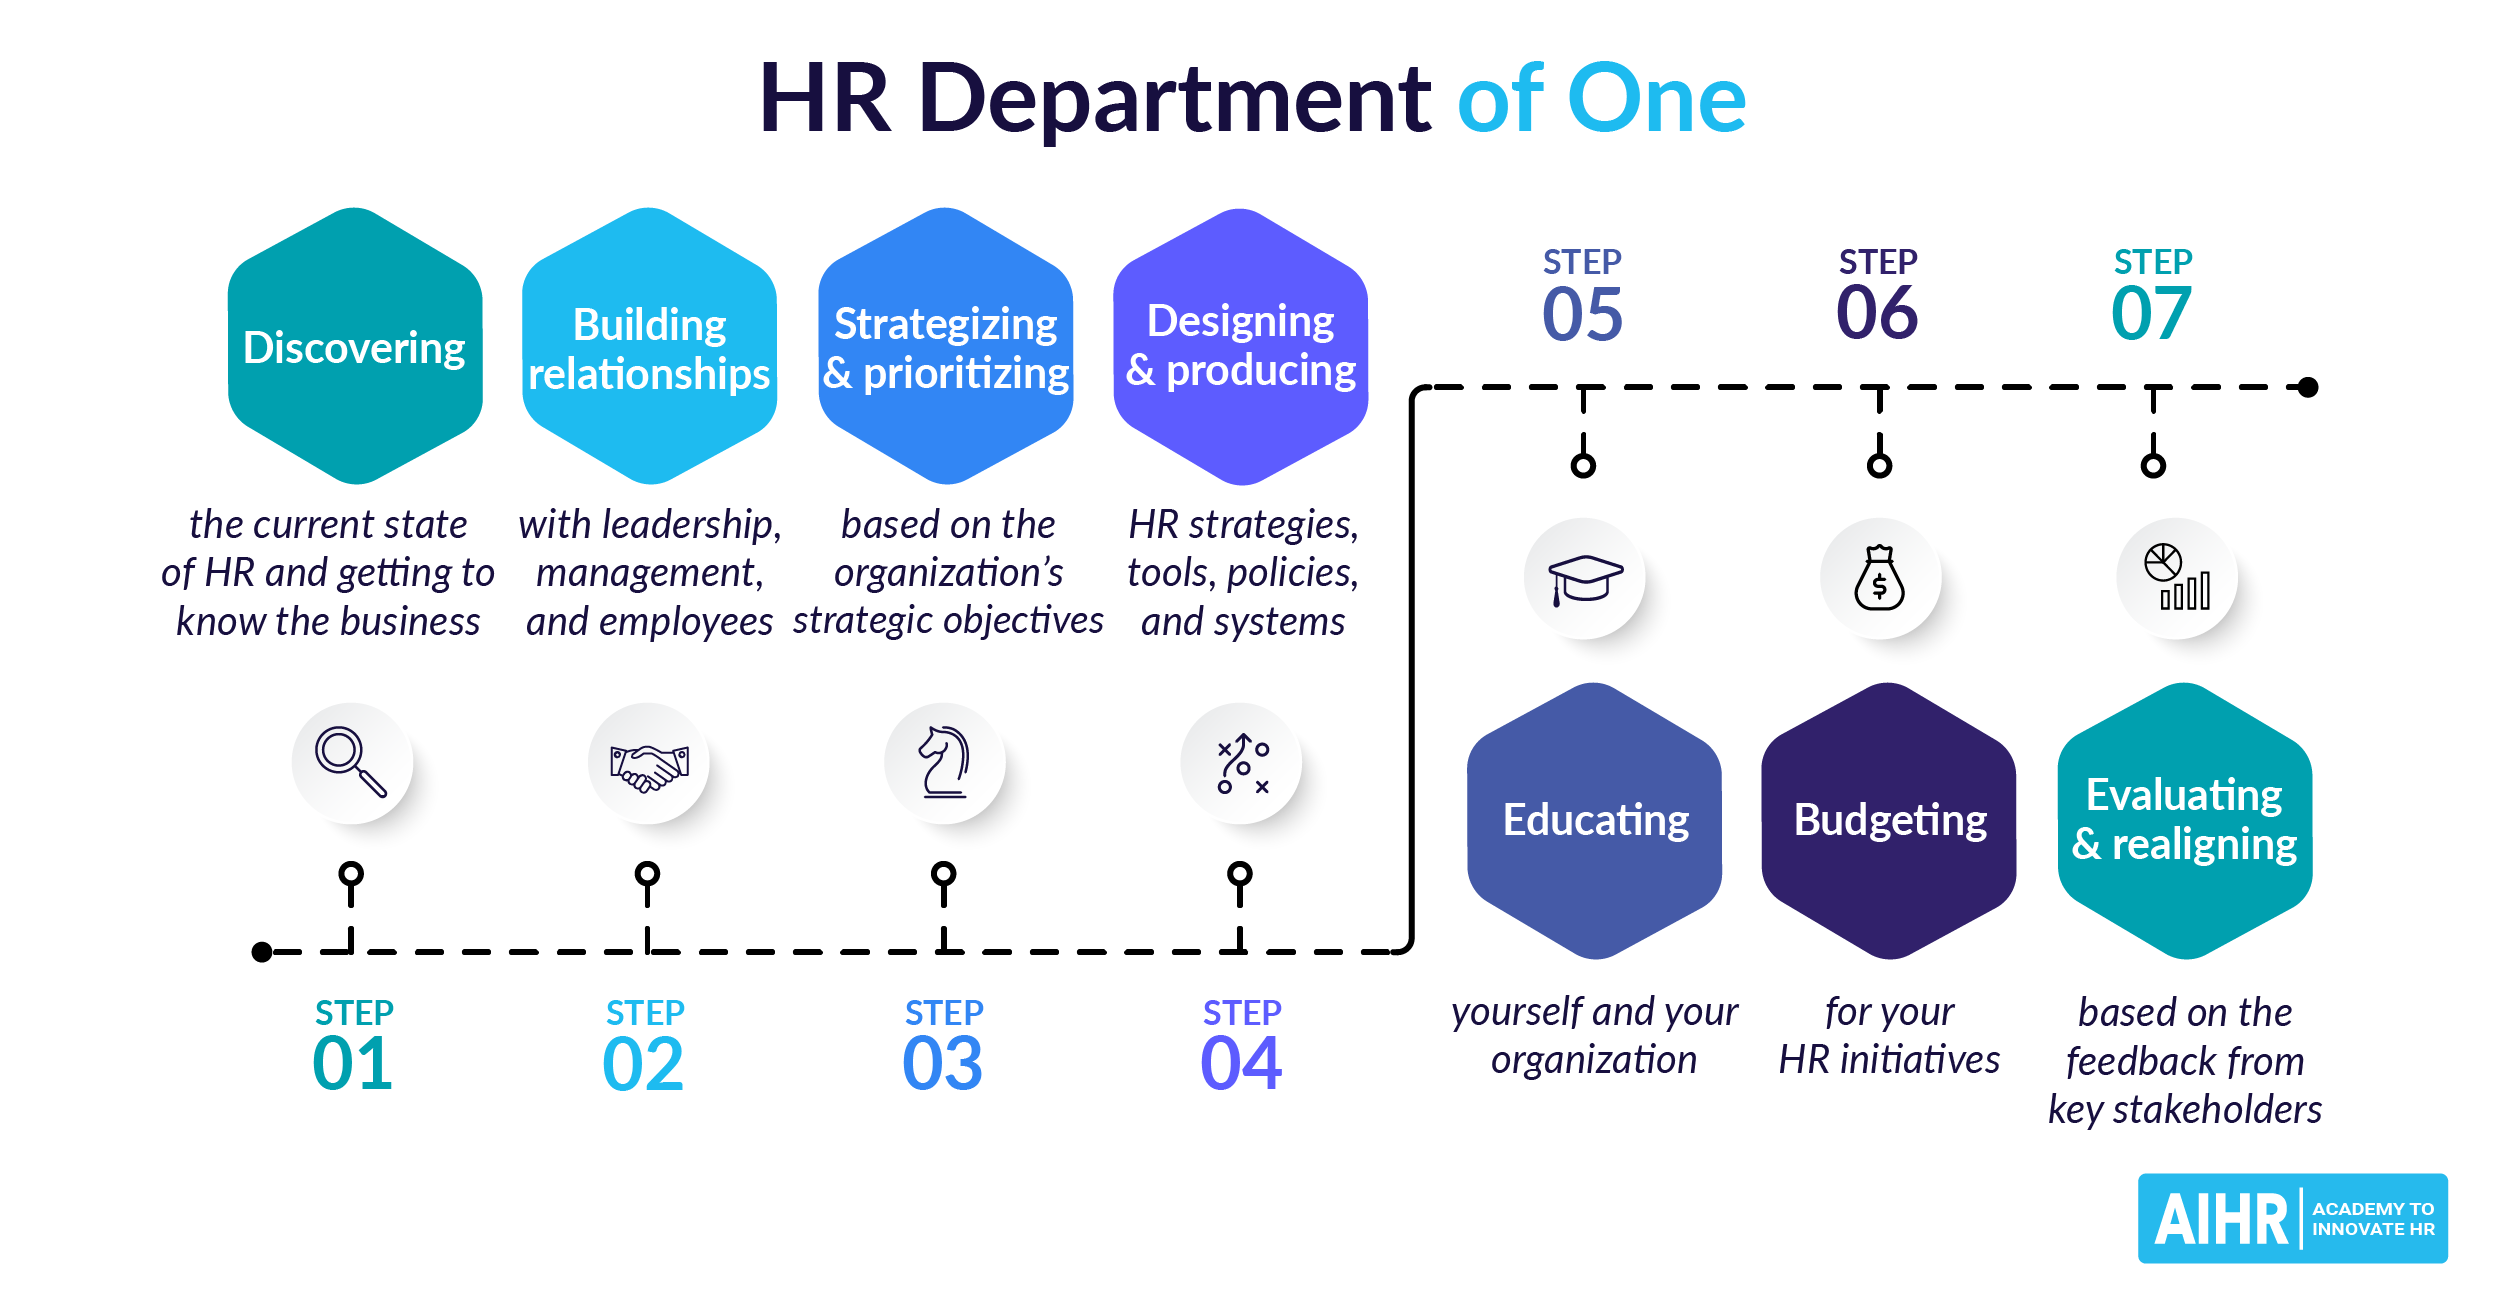 HR Department of One
Discovering
the current state
of HR and getting to
know the business
STEP
01
Building
relationships
with leadership,
management,
and employees
STEP
02
Strategizing
& prioritizing
based on the
organization’s
strategic objectives
STEP
03
Designing
& producing
HR strategies,
tools, policies,
and systems
STEP
04
STEP
05
Educating
yourself and your
organization
STEP
06
$
Budgeting
for your
HR initiatives
STEP
07
Evaluating
& realigning
based on the
feedback from
key stakeholders
AIHR
ACADEMY TO
INNOVATE HR